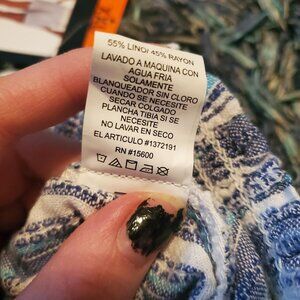 55% LINO/ 45% RAYON
LAVADO A MAQUINA CON
AGUA FRIA
SOLAMENTE
BLANQUEADOR SIN CLORO
CUANDO SE NECESITE
SECAR COLGADO
PLANCHA TIBIA SI SE
NECESITE
NO LAVAR EN SECO
EL ARTICULO #1372191
RN #15600